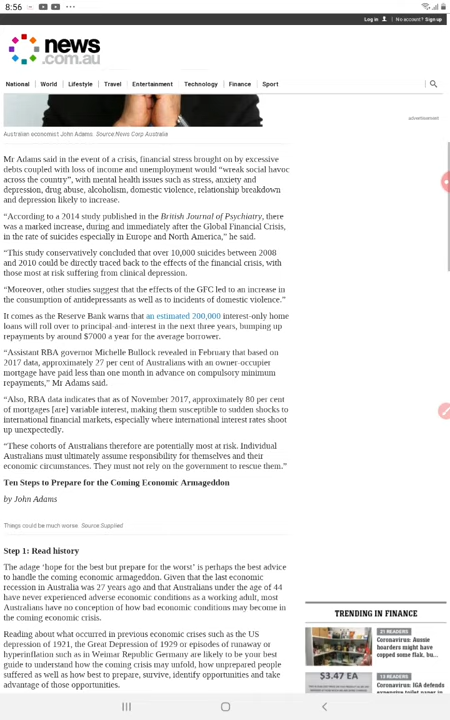 8:56
Log in | No account? Sign up
news
.com.au
National World Lifestyle Travel Entertainment Technology Finance Sport
advertisement
Australian economist John Adams. Source:News Corp Australia
Mr Adams said in the event of a crisis, financial stress brought on by excessive
debts coupled with loss of income and unemployment would “wreak social havoc
across the country”, with mental health issues such as stress, anxiety and
depression, drug abuse, alcoholism, domestic violence, relationship breakdown
and depression likely to increase.
“According to a 2014 study published in the British Journal of Psychiatry, there
was a marked increase, during and immediately after the Global Financial Crisis,
in the rate of suicides especially in Europe and North America,” he said.
“This study conservatively concluded that over 10,000 suicides between 2008
and 2010 could be directly traced back to the effects of the financial crisis, with
those most at risk suffering from clinical depression.
“Moreover, other studies suggest that the effects of the GFC led to an increase in
the consumption of antidepressants as well as to incidents of domestic violence.”
It comes as the Reserve Bank warns that an estimated 200,000 interest-only home
loans will roll over to principal-and-interest in the next three years, bumping up
repayments by around $7000 a year for the average borrower.
“Assistant RBA governor Michelle Bullock revealed in February that based on
2017 data, approximately 27 per cent of Australians with an owner-occupier
mortgage have paid less than one month in advance on compulsory minimum
repayments,” Mr Adams said.
“Also, RBA data indicates that as of November 2017, approximately 80 per cent
of mortgages [are] variable interest, making them susceptible to sudden shocks to
international financial markets, especially where international interest rates shoot
up unexpectedly.
“These cohorts of Australians therefore are potentially most at risk. Individual
Australians must ultimately assume responsibility for themselves and their
economic circumstances. They must not rely on the government to rescue them.”
Ten Steps to Prepare for the Coming Economic Armageddon
by John Adams
Things could be much worse. Source:Supplied
Step 1: Read history
The adage ‘hope for the best but prepare for the worst’ is perhaps the best advice
to handle the coming economic armageddon. Given that the last economic
recession in Australia was 27 years ago and that Australians under the age of 44
have never experienced adverse economic conditions as a working adult, most
Australians have no conception of how bad economic conditions may become in
the coming economic crisis.
Reading about what occurred in previous economic crises such as the US
depression of 1921, the Great Depression of 1929 or episodes of runaway or
hyperinflation such as in Weimar Republic Germany are likely to be your best
guide to understand how the coming crisis may unfold, how unprepared people
suffered as well as how best to prepare, survive, identify opportunities and take
advantage of those opportunities.
TRENDING IN FINANCE
21 READERS
Coronavirus: Aussie
hoarders might have
copped some flak, bu...
$3.47 EA
13 READERS
Coronavirus: IGA defends
expensive toilet paper in